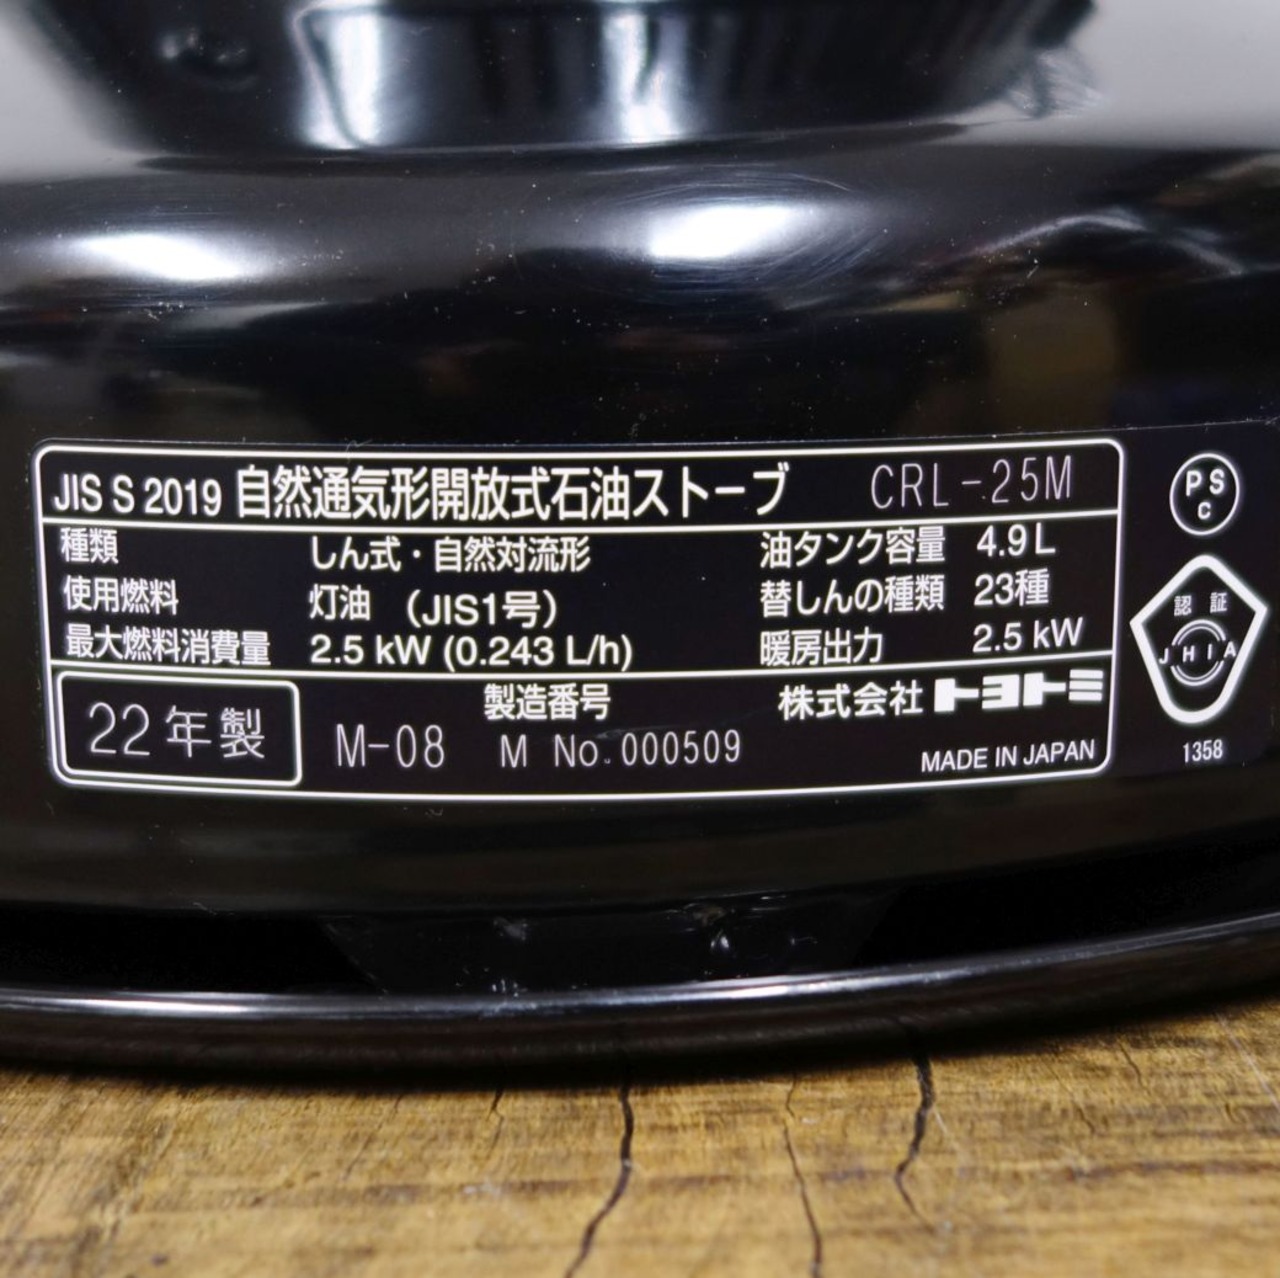 JIS S 2019 自然通気形開放式石油ストーブ CRL-25M
種類 しん式・自然対流形 油タンク容量 4.9L
使用燃料 灯油 （JIS1号） 替しんの種類 23種
最大燃料消費量 2.5 kW (0.243 L/h) 暖房出力 2.5 kW
22年製 M-08 製造番号 M No.000509 株式会社トヨトミ
MADE IN JAPAN
PS
C
認証
JHIA
1358